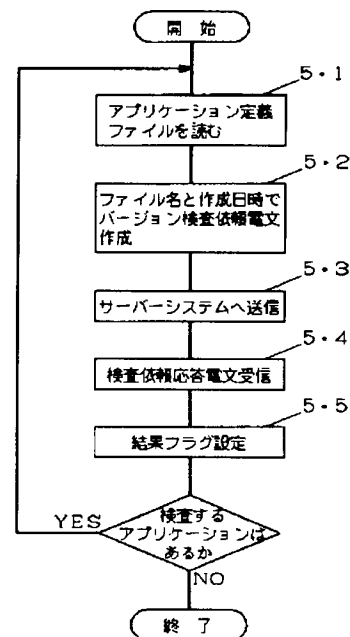 開 始
5・1
アプリケーション定義
ファイルを読む
5・2
ファイル名と作成日時で
バージョン検査依頼電文
作成
5・3
サーバーシステムへ送信
5・4
検査依頼応答電文受信
5・5
結果フラグ設定
検査する
アプリケーションは
あるか
YES
NO
終 了